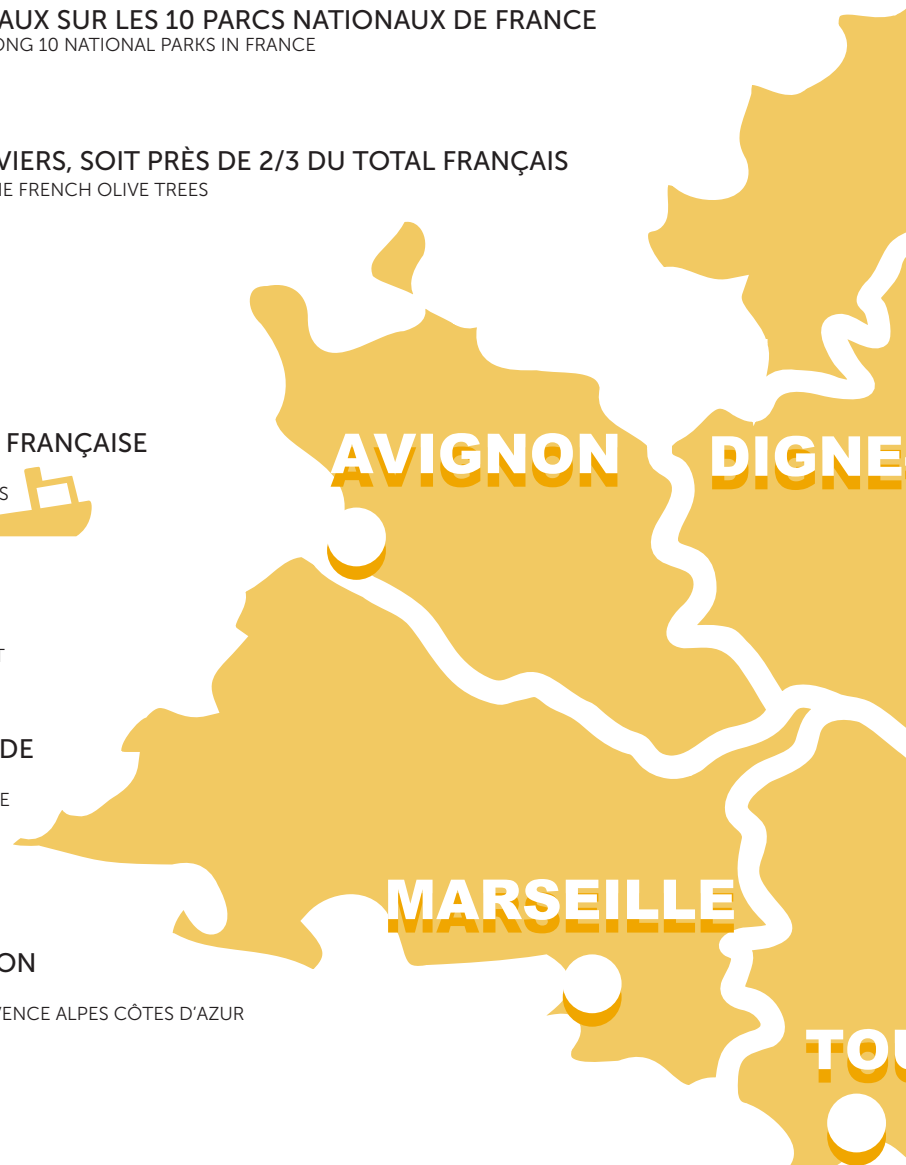 AUX SUR LES 10 PARCS NATIONAUX DE FRANCE
ONG 10 NATIONAL PARKS IN FRANCE
VIERS, SOIT PRÈS DE 2/3 DU TOTAL FRANÇAIS
HE FRENCH OLIVE TREES
FRANÇAISE
S
AVIGNON
DIGNE
T
DE
E
MARSEILLE
ON
VENCE ALPES CÔTES D'AZUR
TOU